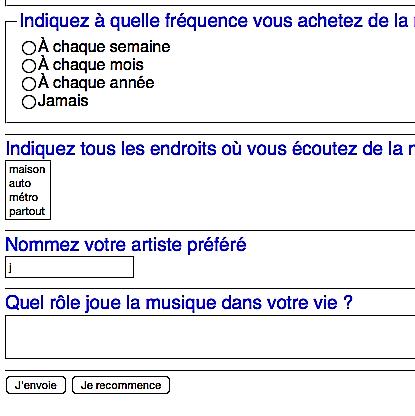 Indiquez à quelle fréquence vous achetez de la
À chaque semaine
À chaque mois
À chaque année
Jamais
Indiquez tous les endroits où vous écoutez de la
maison
auto
métro
partout
Nommez votre artiste préféré
j
Quel rôle joue la musique dans votre vie ?
J'envoie Je recommence